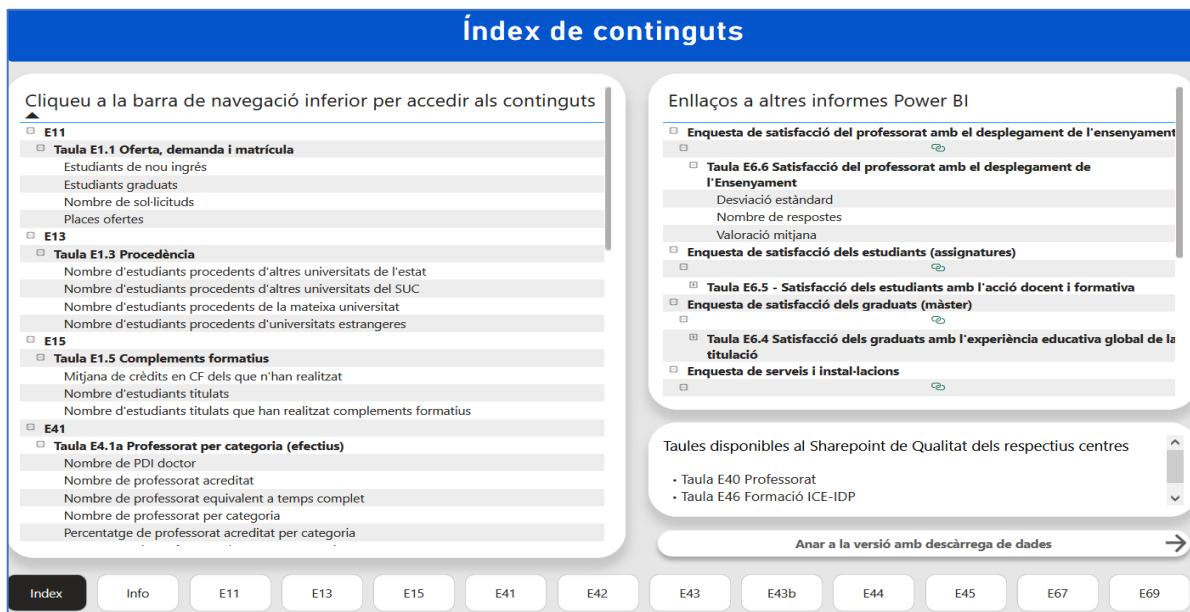 Índex de continguts
Cliqueu a la barra de navegació inferior per accedir als continguts
E11
Taula E1.1 Oferta, demanda i matrícula
Estudiants de nou ingrés
Estudiants graduats
Nombre de sol·licituds
Places ofertes
E13
Taula E1.3 Procedència
Nombre d'estudiants procedents d'altres universitats de l'estat
Nombre d'estudiants procedents d'altres universitats del SUC
Nombre d'estudiants procedents de la mateixa universitat
Nombre d'estudiants procedents d'universitats estrangeres
E15
Taula E1.5 Complements formatius
Mitjana de crèdits en CF dels que n'han realitzat
Nombre d'estudiants titulats
Nombre d'estudiants titulats que han realitzat complements formatius
E41
Taula E4.1a Professorat per categoria (efectius)
Nombre de PDI doctor
Nombre de professorat acreditat
Nombre de professorat equivalent a temps complet
Nombre de professorat per categoria
Percentatge de professorat acreditat per categoria
Enllaços a altres informes Power BI
Enquesta de satisfacció del professorat amb el desplegament de l'ensenyament
Taula E6.6 Satisfacció del professorat amb el desplegament de
l'Ensenyament
Desviació estàndard
Nombre de respostes
Valoració mitjana
Enquesta de satisfacció dels estudiants (assignatures)
Taula E6.5 - Satisfacció dels estudiants amb l'acció docent i formativa
Enquesta de satisfacció dels graduats (màster)
Taula E6.4 Satisfacció dels graduats amb l'experiència educativa global de la
titulació
Enquesta de serveis i instal·lacions
Taules disponibles al Sharepoint de Qualitat dels respectius centres
• Taula E40 Professorat
• Taula E46 Formació ICE-IDP
Anar a la versió amb descàrrega de dades
Index Info E11 E13 E15 E41 E42 E43 E43b E44 E45 E67 E69